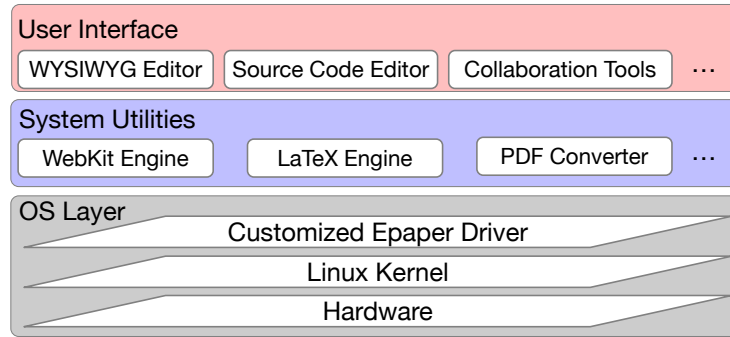 User Interface
WYSIWYG Editor Source Code Editor Collaboration Tools ...
System Utilities
WebKit Engine LaTeX Engine PDF Converter ...
OS Layer
Customized Epaper Driver
Linux Kernel
Hardware